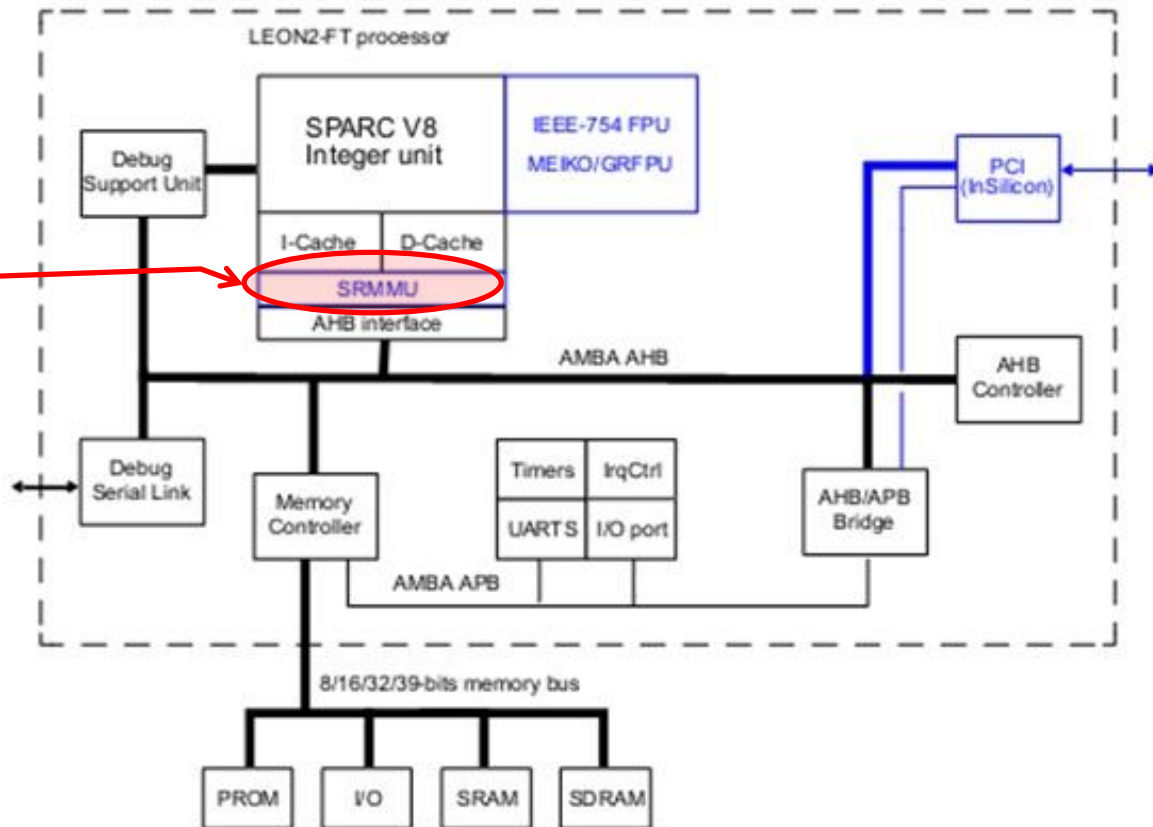 LEON2-FT processor
SPARC V8
Integer unit
IEEE-754 FPU
MEIKO/GRFPU
Debug
Support Unit
PCI
(InSilicon)
I-Cache
D-Cache
SRMMU
AHB interface
AMBA AHB
AHB
Controller
Debug
Serial Link
Memory
Controller
Timers
IrqCtrl
UARTS
I/O port
AHB/APB
Bridge
AMBA APB
8/16/32/39-bits memory bus
PROM
I/O
SRAM
SDRAM